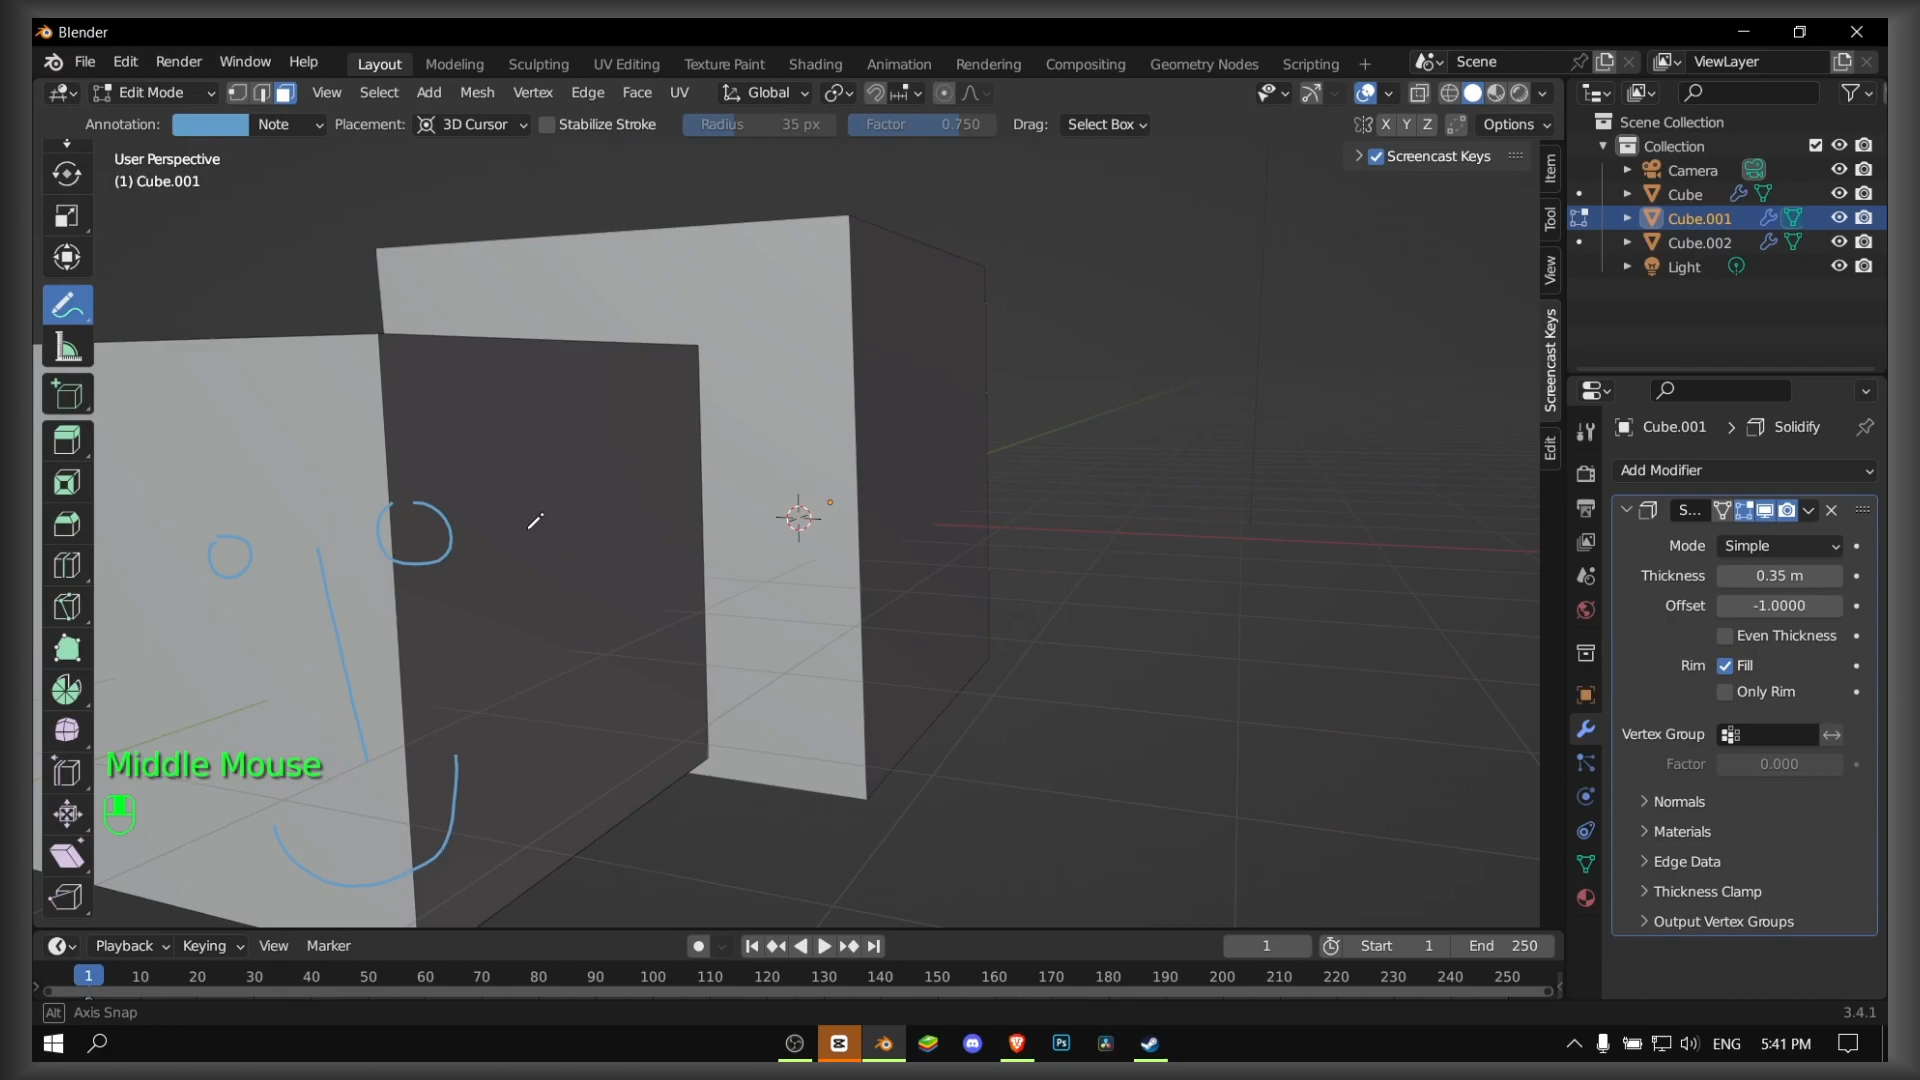 Blender
File Edit Render Window Help Layout Modeling Sculpting UV Editing Texture Paint Shading Animation Rendering Compositing Geometry Nodes Scripting + Scene ViewLayer
Edit Mode View Select Add Mesh Vertex Edge Face UV Global
Annotation: Note Placement: 3D Cursor Stabilize Stroke Radius 35 px Factor 0.750 Drag: Select Box X Y Z Options
User Perspective
(1) Cube.001
Screencast Keys
Item
Tool
View
Screencast Keys
Edit
Scene Collection
Collection
Camera
Cube
Cube.001
Cube.002
Light
Cube.001 > Solidify
Add Modifier
S...
Mode Simple
Thickness 0.35 m
Offset -1.0000
Even Thickness
Rim Fill
Only Rim
Vertex Group
Factor 0.000
Normals
Materials
Edge Data
Thickness Clamp
Output Vertex Groups
Middle Mouse
Playback Keying View Marker 1 Start 1 End 250
1 10 20 30 40 50 60 70 80 90 100 110 120 130 140 150 160 170 180 190 200 210 220 230 240 250
Alt Axis Snap 3.4.1
Ps ENG 5:41 PM